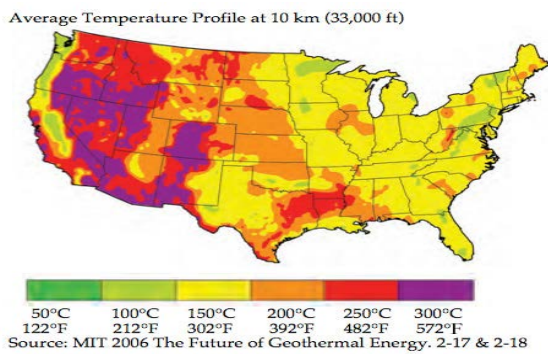 Average Temperature Profile at 10 km (33,000 ft)
50°C 100°C 150°C 200°C 250°C 300°C
122°F 212°F 302°F 392°F 482°F 572°F
Source: MIT 2006 The Future of Geothermal Energy. 2-17 & 2-18